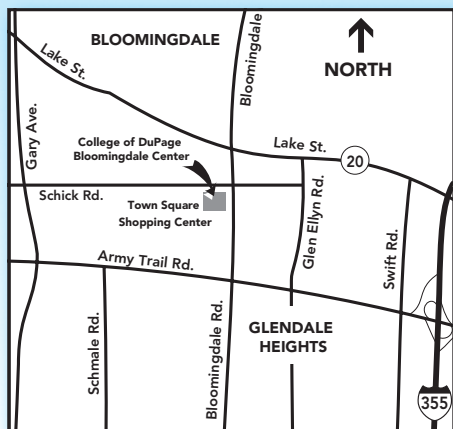 BLOOMINGDALE
Bloomingdale
NORTH
Lake St.
Gary Ave.
College of DuPage
Bloomingdale Center
Lake St.
20
Schick Rd.
Town Square
Shopping Center
Glen Ellyn Rd.
Swift Rd.
Army Trail Rd.
Schmale Rd.
Bloomingdale Rd.
GLENDALE
HEIGHTS
355